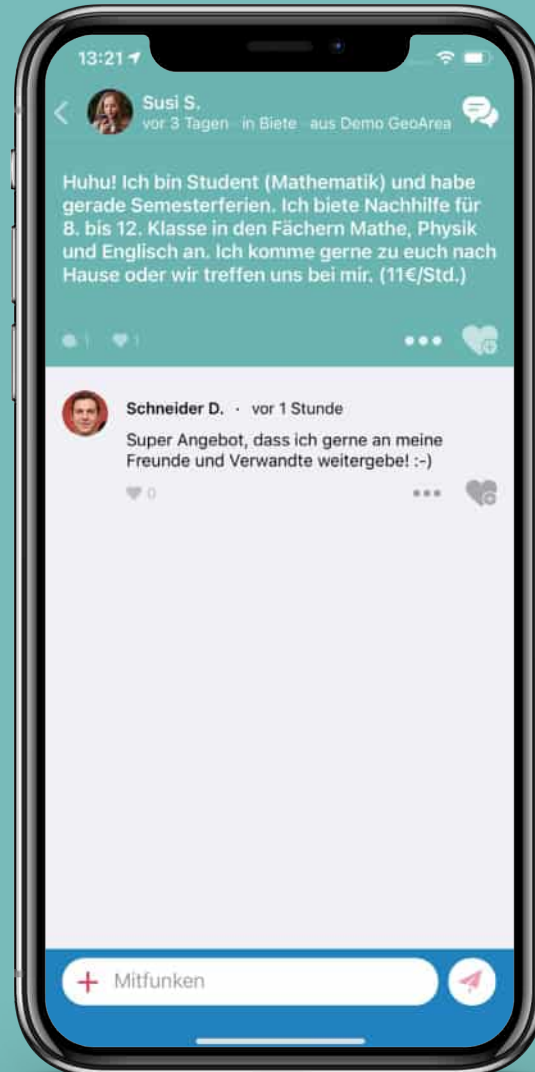 13:21
Susi S.
vor 3 Tagen · in Biete · aus Demo GeoArea
Huhu! Ich bin Student (Mathematik) und habe
gerade Semesterferien. Ich biete Nachhilfe für
8. bis 12. Klasse in den Fächern Mathe, Physik
und Englisch an. Ich komme gerne zu euch nach
Hause oder wir treffen uns bei mir. (11€/Std.)
1 1
Schneider D. · vor 1 Stunde
Super Angebot, dass ich gerne an meine
Freunde und Verwandte weitergebe! :-)
0
Mitfunken